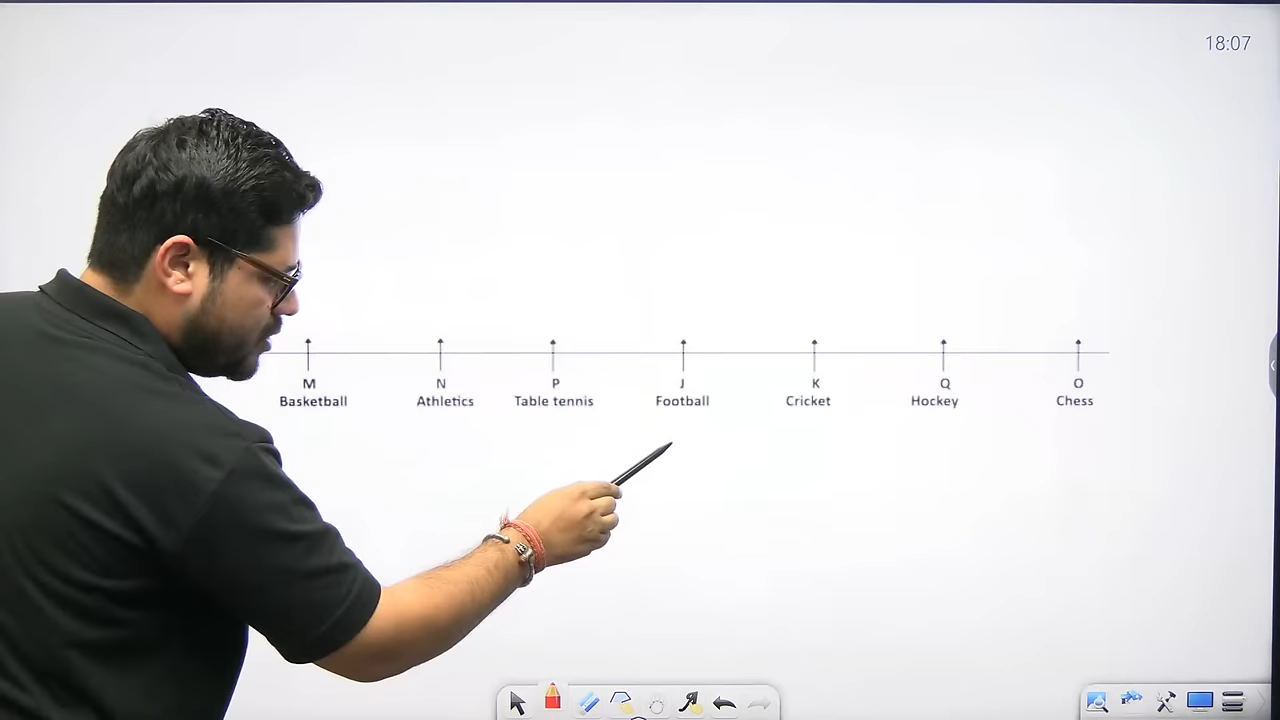 18:07
M N P J K Q O
Basketball Athletics Table tennis Football Cricket Hockey Chess